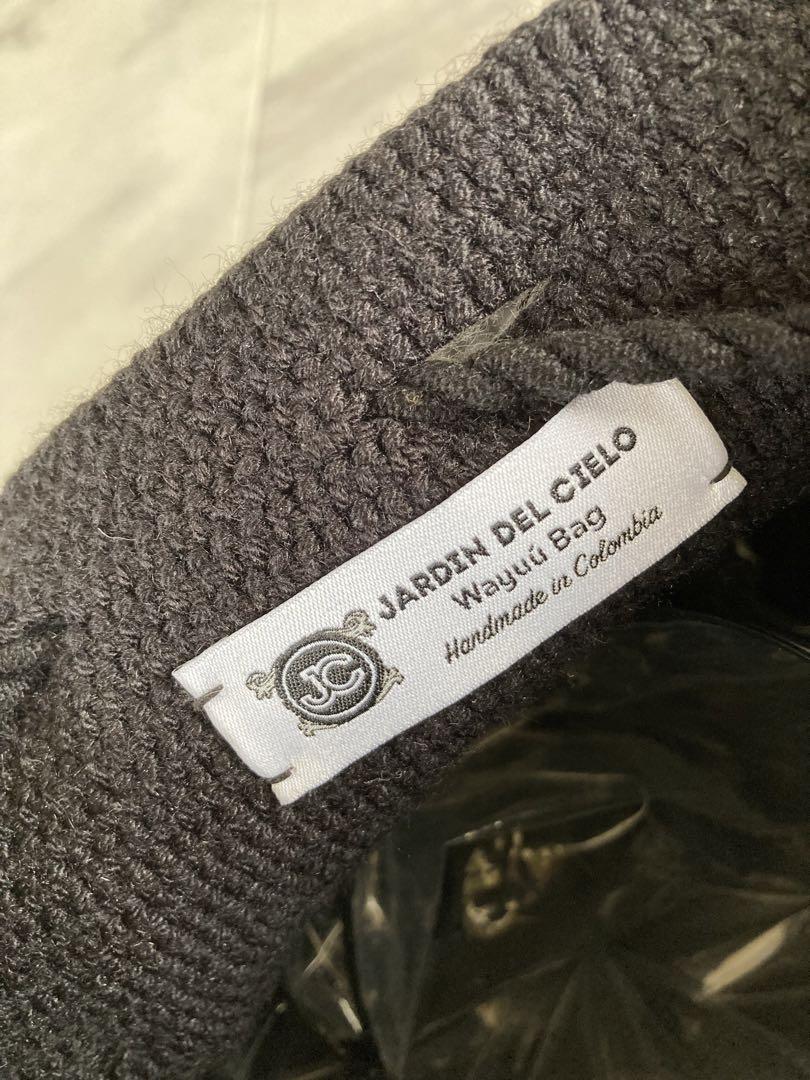 JC
JARDIN DEL CIELO
Wayuú Bag
Handmade in Colombia